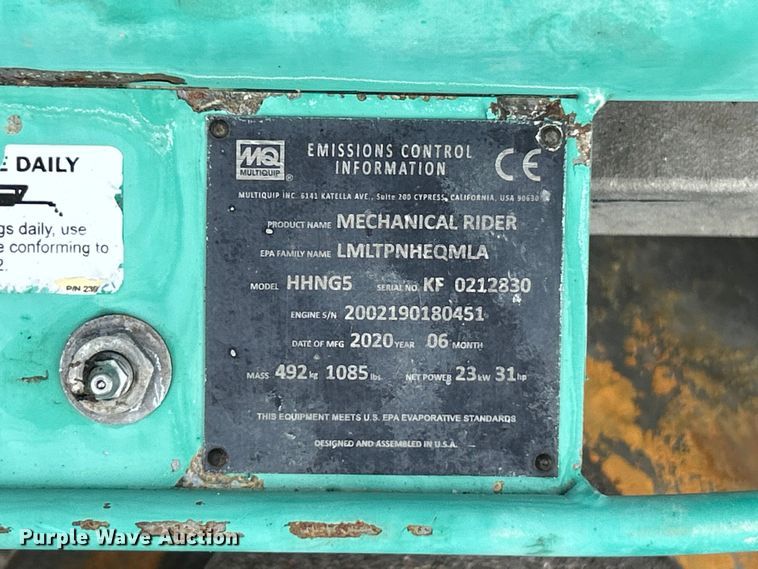 E DAILY
gs daily, use
e conforming to
2.
P/N 236
MQ
MULTIQUIP
®
EMISSIONS CONTROL
INFORMATION
CE
MULTIQUIP INC. 6141 KATELLA AVE., Suite 200 CYPRESS, CALIFORNIA, USA 90630
PRODUCT NAME MECHANICAL RIDER
EPA FAMILY NAME LMLTPNHEQMLA
MODEL HHNG5 SERIAL NO. KF 0212830
ENGINE S/N 2002190180451
DATE OF MFG 2020 YEAR 06 MONTH
MASS 492 kg 1085 lbs. NET POWER 23 kW 31 hp
THIS EQUIPMENT MEETS U.S. EPA EVAPORATIVE STANDARDS
DESIGNED AND ASSEMBLED IN U.S.A.
Purple Wave Auction